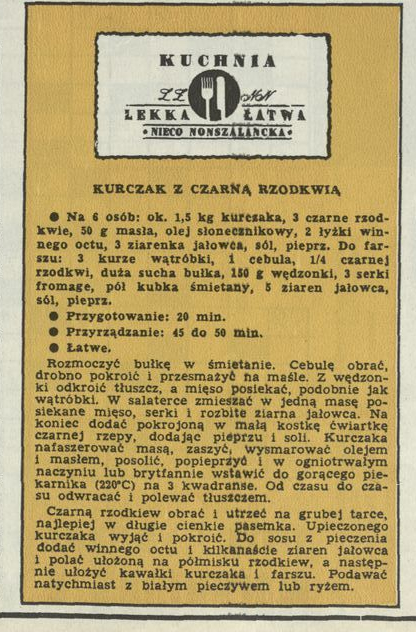 KUCHNIA
ZZ NN
LEKKA ŁATWA
• NIECO NONSZALANCKA •
KURCZAK Z CZARNĄ RZODKWIĄ
● Na 6 osób: ok. 1,5 kg kurczaka, 3 czarne rzod-
kwie, 50 g masła, olej słonecznikowy, 2 łyżki win-
nego octu, 3 ziarenka jałowca, sól, pieprz. Do far-
szu: 3 kurze wątróbki, 1 cebula, 1/4 czarnej
rzodkwi, duża sucha bułka, 150 g wędzonki, 3 serki
fromage, pół kubka śmietany, 5 ziaren jałowca,
sól, pieprz.
● Przygotowanie: 20 min.
● Przyrządzanie: 45 do 50 min.
● Łatwe.
Rozmoczyć bułkę w śmietanie. Cebulę obrać,
drobno pokroić i przesmażyć na maśle. Z wędzon-
ki odkroić tłuszcz, a mięso posiekać, podobnie jak
wątróbki. W salaterce zmieszać w jedną masę po-
siekane mięso, serki i rozbite ziarna jałowca. Na
koniec dodać pokrojoną w małą kostkę ćwiartkę
czarnej rzepy, dodając pieprzu i soli. Kurczaka
nafaszerować masą, zaszyć, wysmarować olejem
i masłem, posolić, popieprzyć i w ogniotrwałym
naczyniu lub brytfannie wstawić do gorącego pie-
karnika (220°C) na 3 kwadranse. Od czasu do cza-
su odwracać i polewać tłuszczem.
Czarną rzodkiew obrać i utrzeć na grubej tarce,
najlepiej w długie cienkie pasemka. Upieczonego
kurczaka wyjąć i pokroić. Do sosu z pieczenia
dodać winnego octu i kilkanaście ziaren jałowca
i polać ułożoną na półmisku rzodkiew, a następ-
nie ułożyć kawałki kurczaka i farszu. Podawać
natychmiast z białym pieczywem lub ryżem.